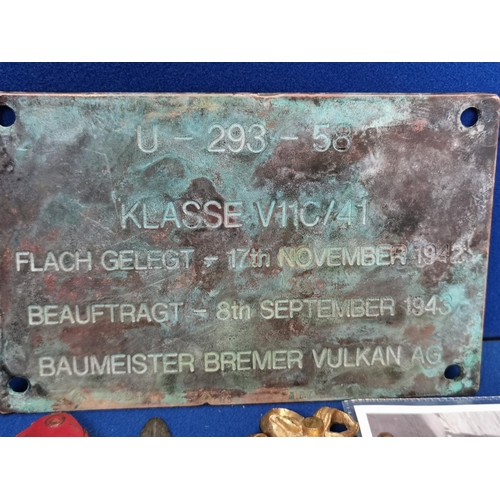 U - 293 - 58
KLASSE V11C/41
FLACH GELEGT - 17th NOVEMBER 1942
BEAUFTRAGT - 8th SEPTEMBER 1943
BAUMEISTER BREMER VULKAN AG